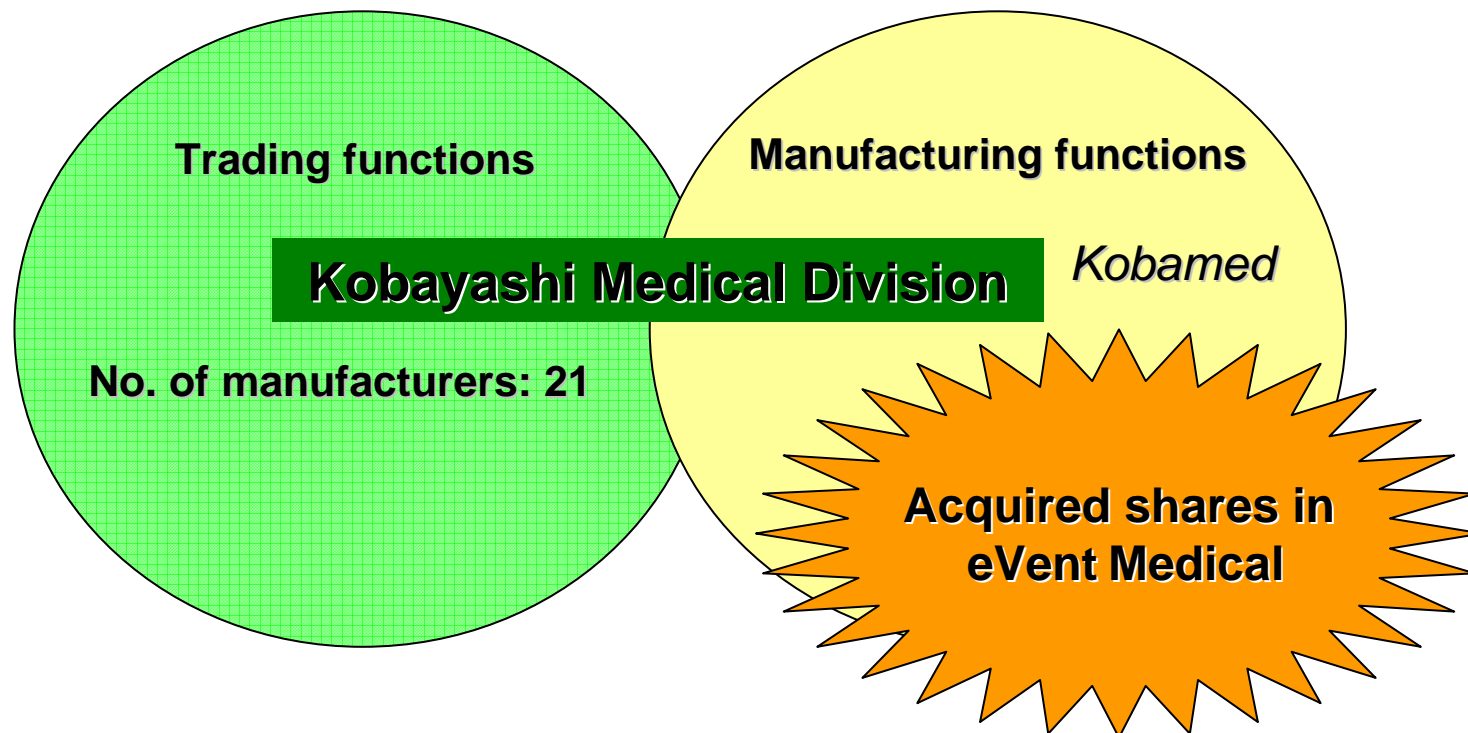 Trading functions
Manufacturing functions
Kobayashi Medical Division
Kobamed
No. of manufacturers: 21
Acquired shares in
eVent Medical